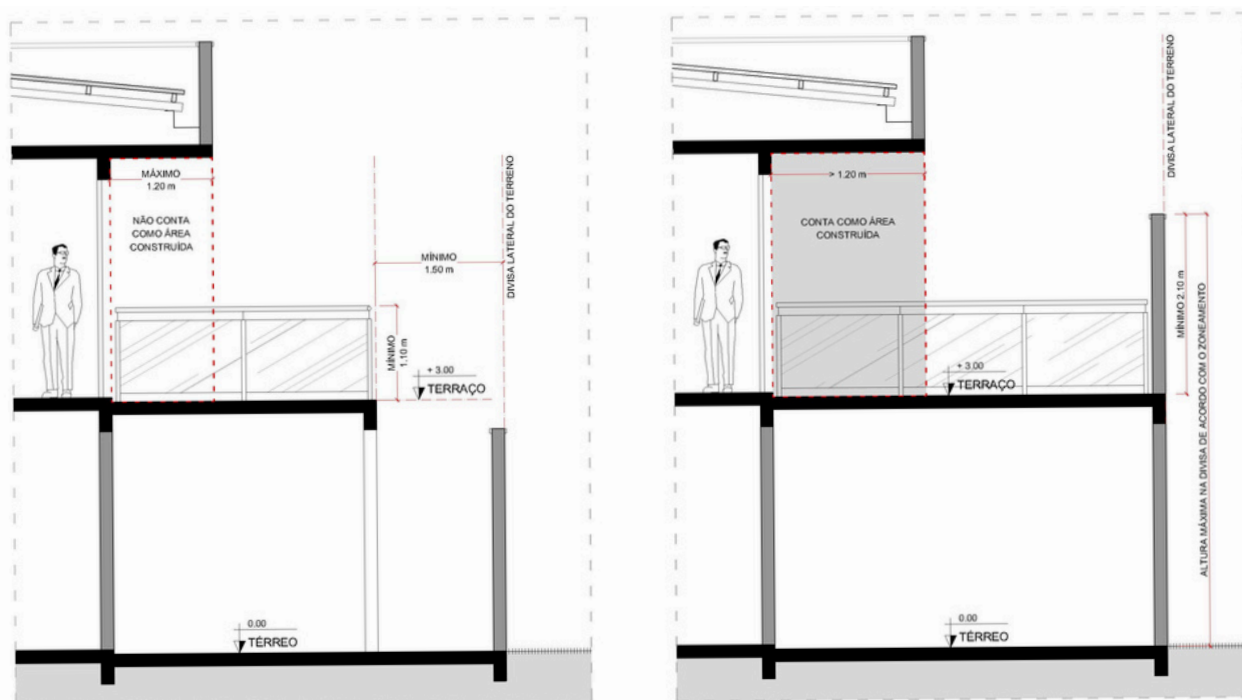 MÁXIMO
1.20 m
NÃO CONTA
COMO ÁREA
CONSTRUÍDA
MÍNIMO
1.50 m
DIVISA LATERAL DO TERRENO
MÍNIMO
1.10 m
+ 3.00
TERRAÇO
0.00
TÉRREO
DIVISA LATERAL DO TERRENO
> 1.20 m
CONTA COMO ÁREA
CONSTRUÍDA
MÍNIMO 2.10 m
ALTURA MÁXIMA NA DIVISA DE ACORDO COM O ZONEAMENTO
+ 3.00
TERRAÇO
0.00
TÉRREO